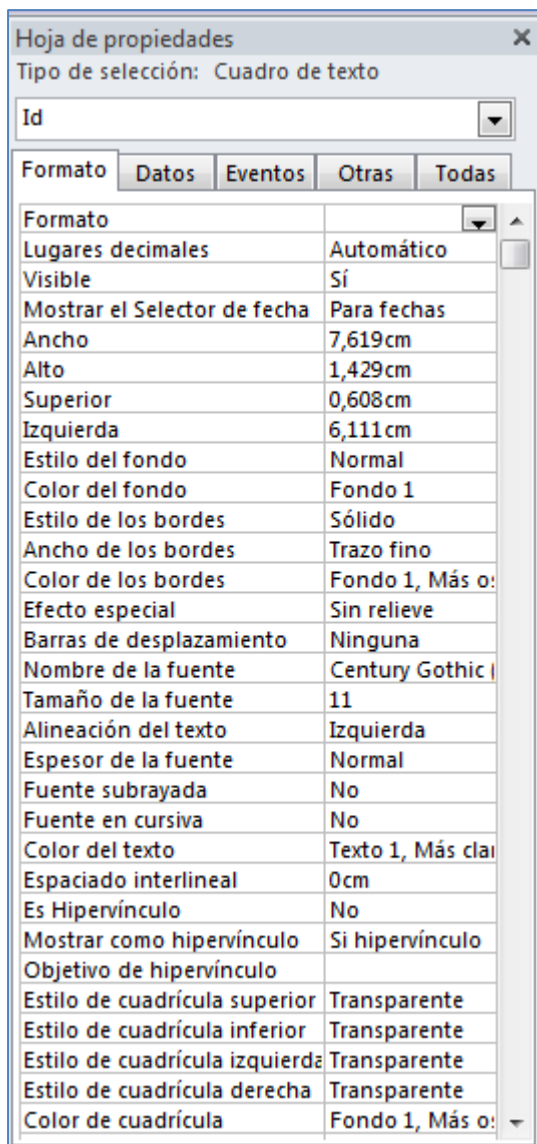 Hoja de propiedades
Tipo de selección: Cuadro de texto
Id
Formato Datos Eventos Otras Todas
Formato
Lugares decimales Automático
Visible Sí
Mostrar el Selector de fecha Para fechas
Ancho 7,619cm
Alto 1,429cm
Superior 0,608cm
Izquierda 6,111cm
Estilo del fondo Normal
Color del fondo Fondo 1
Estilo de los bordes Sólido
Ancho de los bordes Trazo fino
Color de los bordes Fondo 1, Más os
Efecto especial Sin relieve
Barras de desplazamiento Ninguna
Nombre de la fuente Century Gothic (
Tamaño de la fuente 11
Alineación del texto Izquierda
Espesor de la fuente Normal
Fuente subrayada No
Fuente en cursiva No
Color del texto Texto 1, Más clar
Espaciado interlineal 0cm
Es Hipervínculo No
Mostrar como hipervínculo Si hipervínculo
Objetivo de hipervínculo
Estilo de cuadrícula superior Transparente
Estilo de cuadrícula inferior Transparente
Estilo de cuadrícula izquierda Transparente
Estilo de cuadrícula derecha Transparente
Color de cuadrícula Fondo 1, Más os